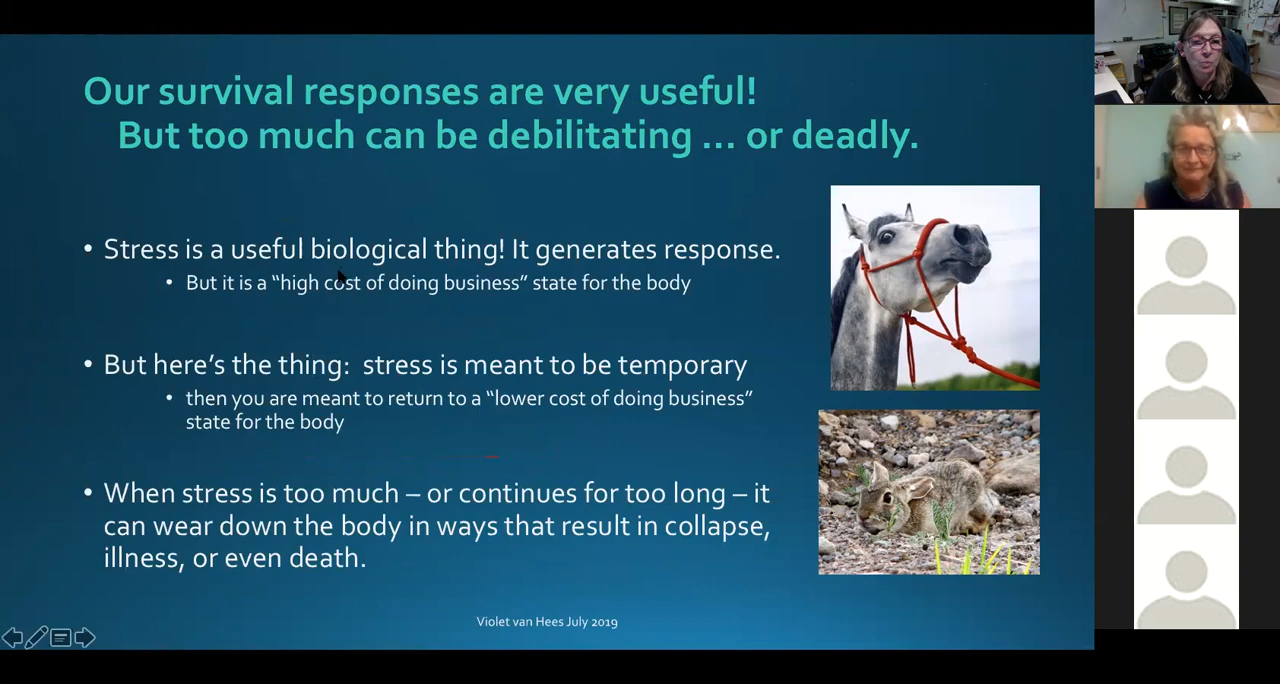 Our survival responses are very useful!
But too much can be debilitating ... or deadly.
• Stress is a useful biological thing! It generates response.
• But it is a “high cost of doing business” state for the body
• But here’s the thing:  stress is meant to be temporary
• then you are meant to return to a “lower cost of doing business”
state for the body
• When stress is too much – or continues for too long – it
can wear down the body in ways that result in collapse,
illness, or even death.
Violet van Hees July 2019